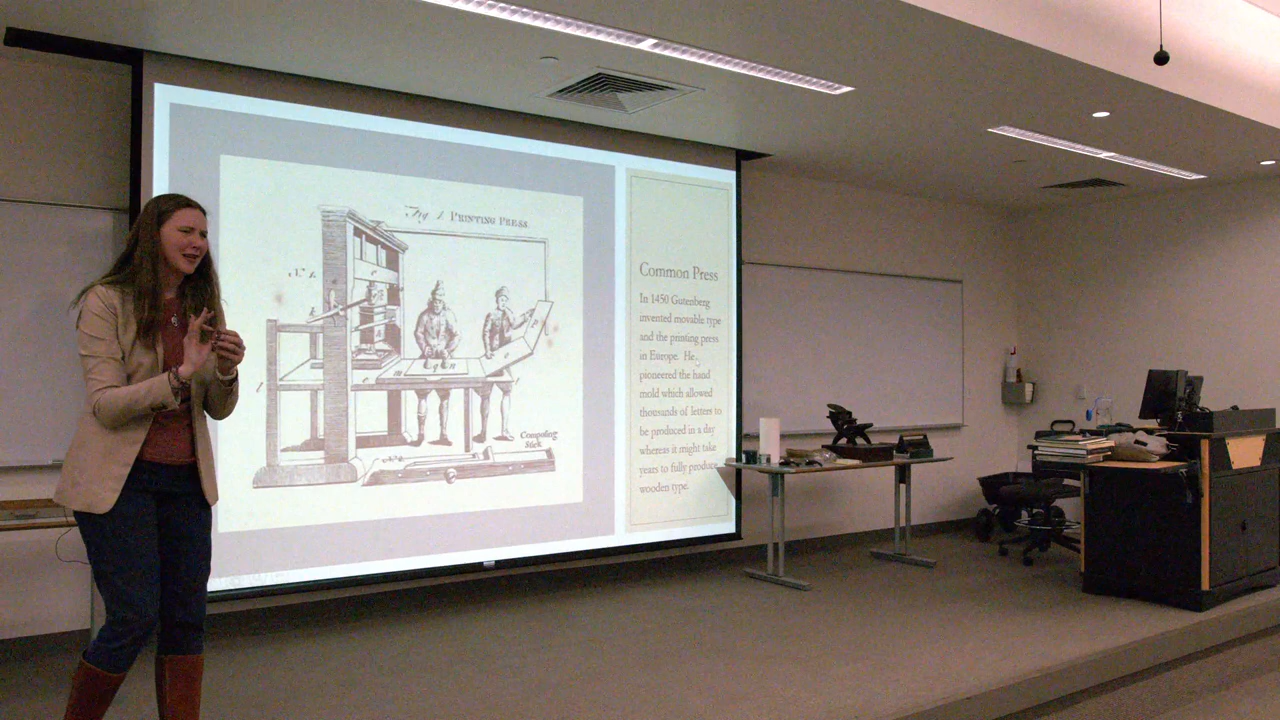 Fig. 1. PRINTING PRESS.
Composing
Stick
Common Press
In 1450 Gutenberg
invented movable type
and the printing press
in Europe. He
pioneered the hand
mold which allowed
thousands of letters to
be produced in a day
whereas it might take
years to fully produce
wooden type.